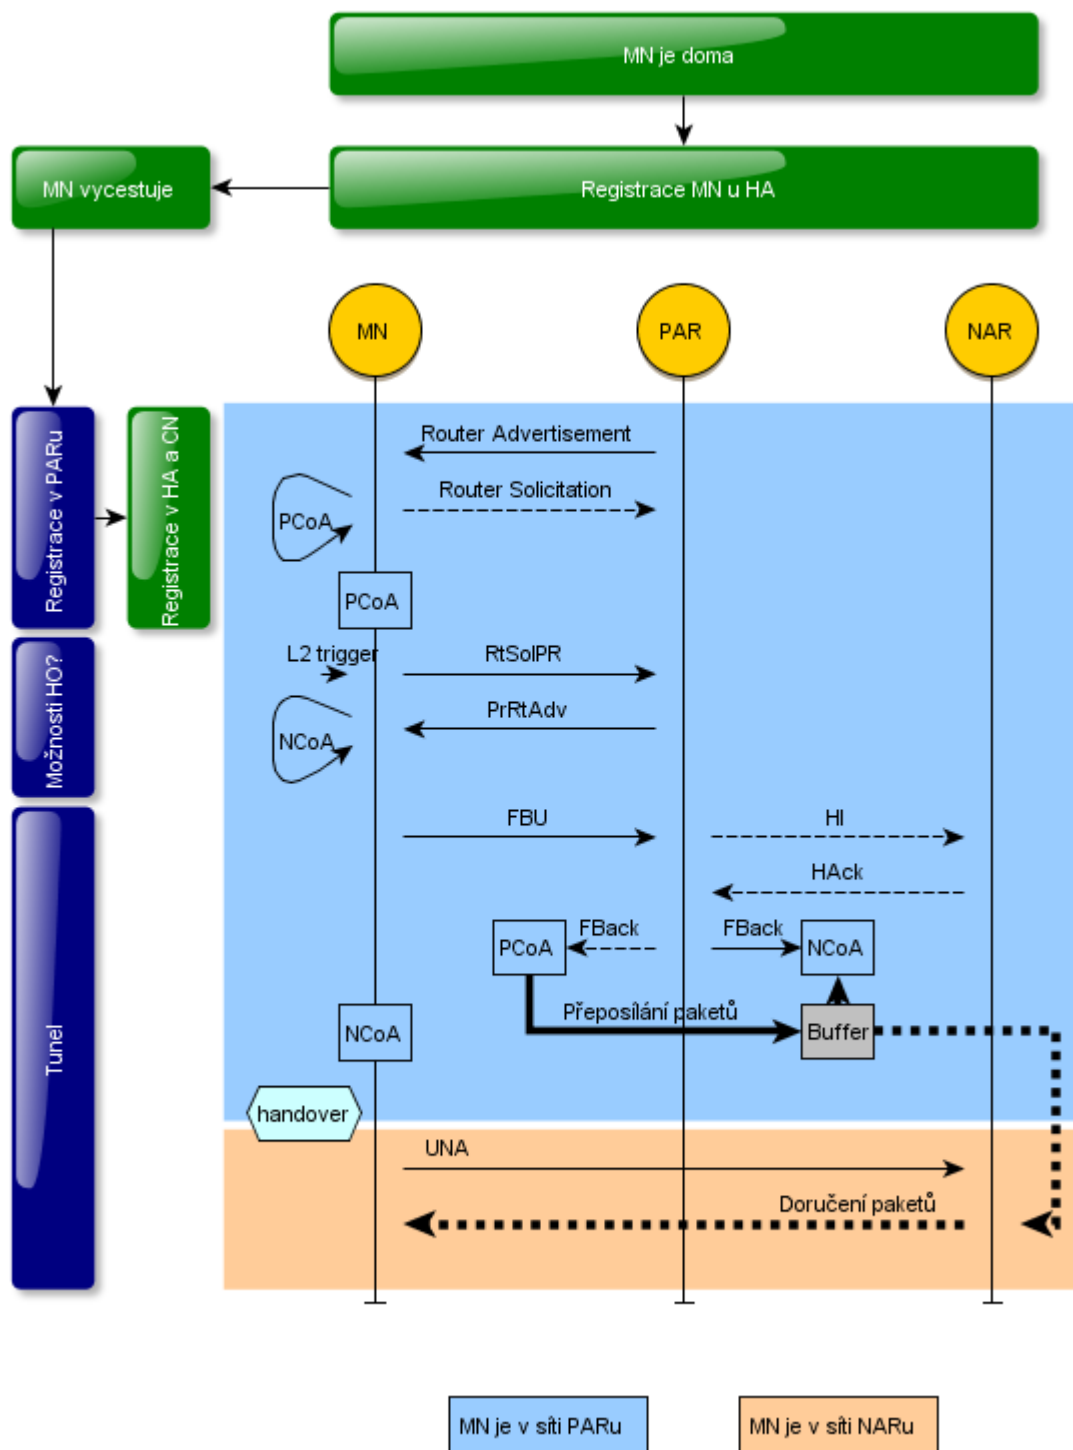 MN je doma
MN vycestuje
Registrace MN u HA
MN
PAR
NAR
Registrace v PARu
Registrace v HA a CN
Router Advertisement
Router Solicitation
PCoA
PCoA
Možnosti HO?
L2 trigger
RtSolPR
PrRtAdv
NCoA
Tunel
FBU
HI
HAck
FBack
FBack
PCoA
NCoA
Přeposílání paketů
NCoA
Buffer
handover
UNA
Doručení paketů
MN je v síti PARu
MN je v síti NARu